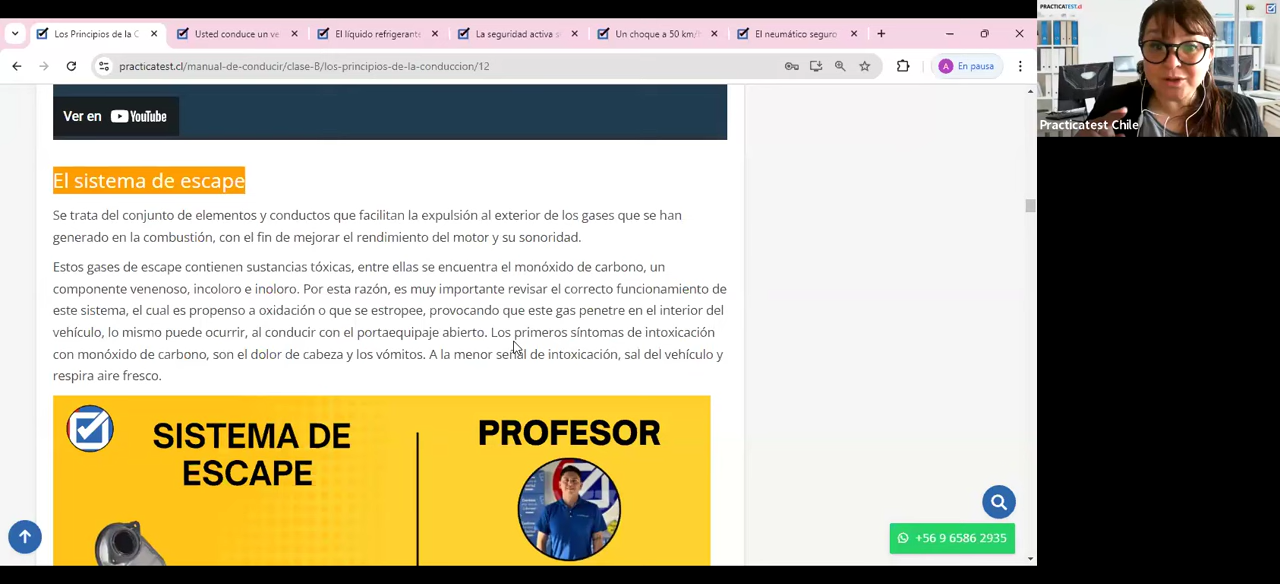 Los Principios de la C
Usted conduce un ve
El líquido refrigerante
La seguridad activa s
Un choque a 50 km/h
El neumático seguro
practicatest.cl/manual-de-conducir/clase-B/los-principios-de-la-conduccion/12
A En pausa
PRACTICATEST.cl
Practicatest Chile
Ver en YouTube
El sistema de escape
Se trata del conjunto de elementos y conductos que facilitan la expulsión al exterior de los gases que se han
generado en la combustión, con el fin de mejorar el rendimiento del motor y su sonoridad.
Estos gases de escape contienen sustancias tóxicas, entre ellas se encuentra el monóxido de carbono, un
componente venenoso, incoloro e inoloro. Por esta razón, es muy importante revisar el correcto funcionamiento de
este sistema, el cual es propenso a oxidación o que se estropee, provocando que este gas penetre en el interior del
vehículo, lo mismo puede ocurrir, al conducir con el portaequipaje abierto. Los primeros síntomas de intoxicación
con monóxido de carbono, son el dolor de cabeza y los vómitos. A la menor señal de intoxicación, sal del vehículo y
respira aire fresco.
SISTEMA DE
ESCAPE
PROFESOR
+56 9 6586 2935